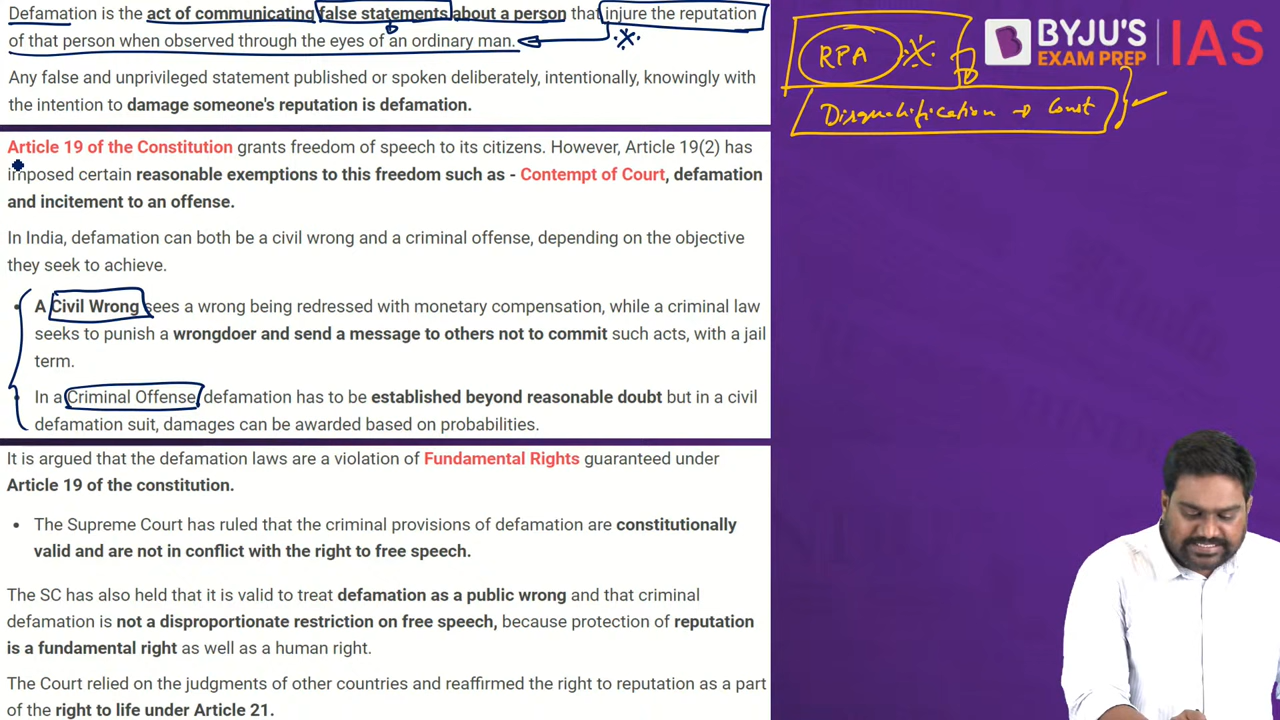 Defamation is the act of communicating false statements about a person that injure the reputation
of that person when observed through the eyes of an ordinary man.
Any false and unprivileged statement published or spoken deliberately, intentionally, knowingly with
the intention to damage someone's reputation is defamation.
Article 19 of the Constitution grants freedom of speech to its citizens. However, Article 19(2) has
imposed certain reasonable exemptions to this freedom such as - Contempt of Court, defamation
and incitement to an offense.
In India, defamation can both be a civil wrong and a criminal offense, depending on the objective
they seek to achieve.
• A Civil Wrong sees a wrong being redressed with monetary compensation, while a criminal law
seeks to punish a wrongdoer and send a message to others not to commit such acts, with a jail
term.
In a Criminal Offense, defamation has to be established beyond reasonable doubt but in a civil
defamation suit, damages can be awarded based on probabilities.
It is argued that the defamation laws are a violation of Fundamental Rights guaranteed under
Article 19 of the constitution.
• The Supreme Court has ruled that the criminal provisions of defamation are constitutionally
valid and are not in conflict with the right to free speech.
The SC has also held that it is valid to treat defamation as a public wrong and that criminal
defamation is not a disproportionate restriction on free speech, because protection of reputation
is a fundamental right as well as a human right.
The Court relied on the judgments of other countries and reaffirmed the right to reputation as a part
of the right to life under Article 21.
RPA
Disqualification → Const
BYJU'S
EXAM PREP
IAS